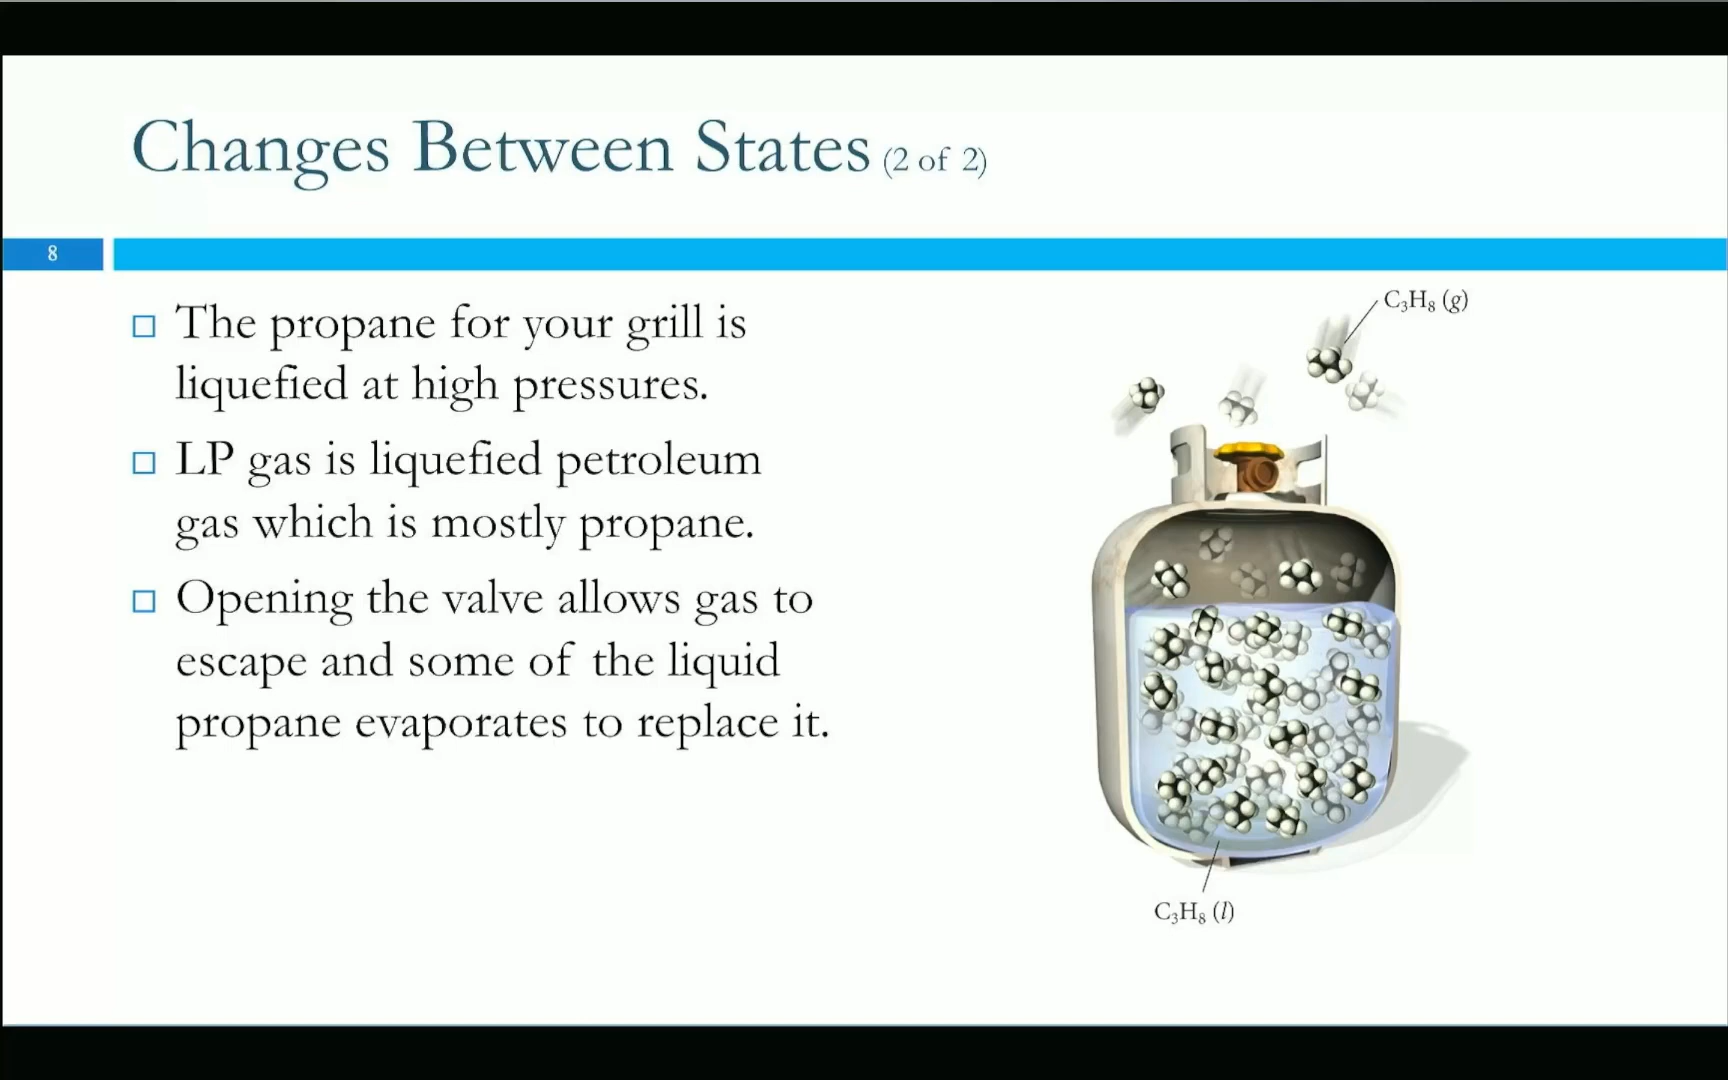 Changes Between States (2 of 2)
8
The propane for your grill is
liquefied at high pressures.
LP gas is liquefied petroleum
gas which is mostly propane.
Opening the valve allows gas to
escape and some of the liquid
propane evaporates to replace it.
C₃H₈ (g)
C₃H₈ (l)